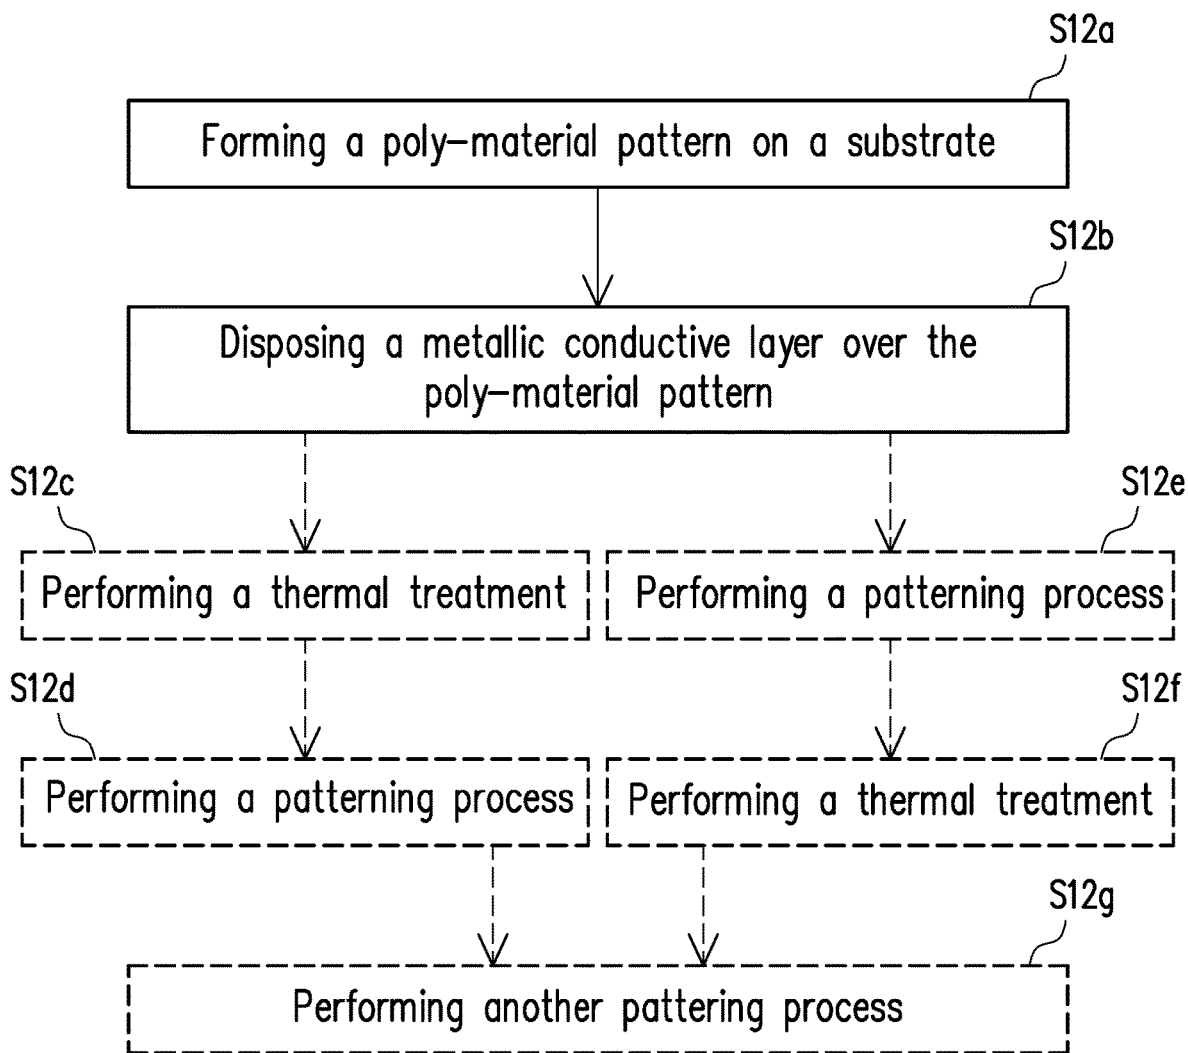 S12a
Forming a poly-material pattern on a substrate
S12b
Disposing a metallic conductive layer over the
poly-material pattern
S12c
Performing a thermal treatment
S12e
Performing a patterning process
S12d
Performing a patterning process
S12f
Performing a thermal treatment
S12g
Performing another pattering process